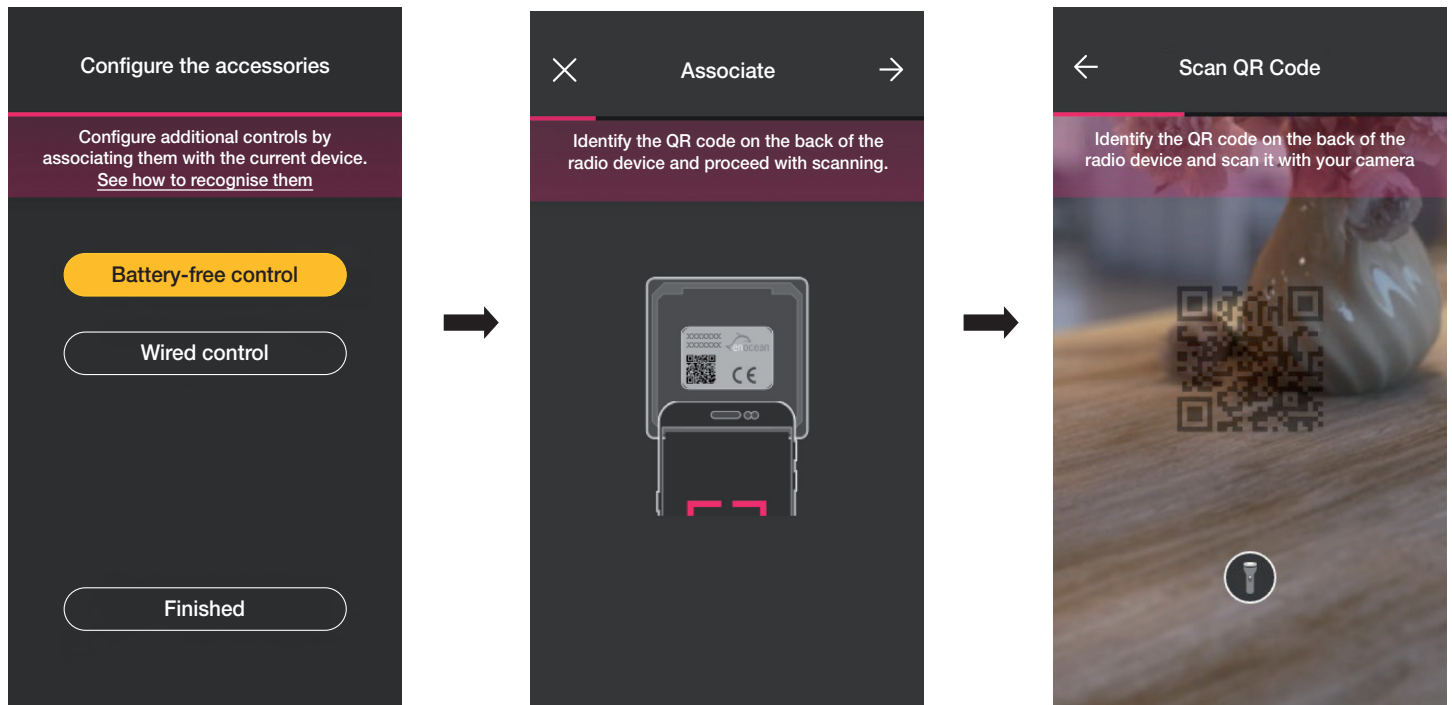 Configure the accessories
Configure additional controls by
associating them with the current device.
See how to recognise them
Battery-free control
Wired control
Finished
Associate
Identify the QR code on the back of the
radio device and proceed with scanning.
XXXXXXX
XXXXXXX
enocean
CE
Scan QR Code
Identify the QR code on the back of the
radio device and scan it with your camera